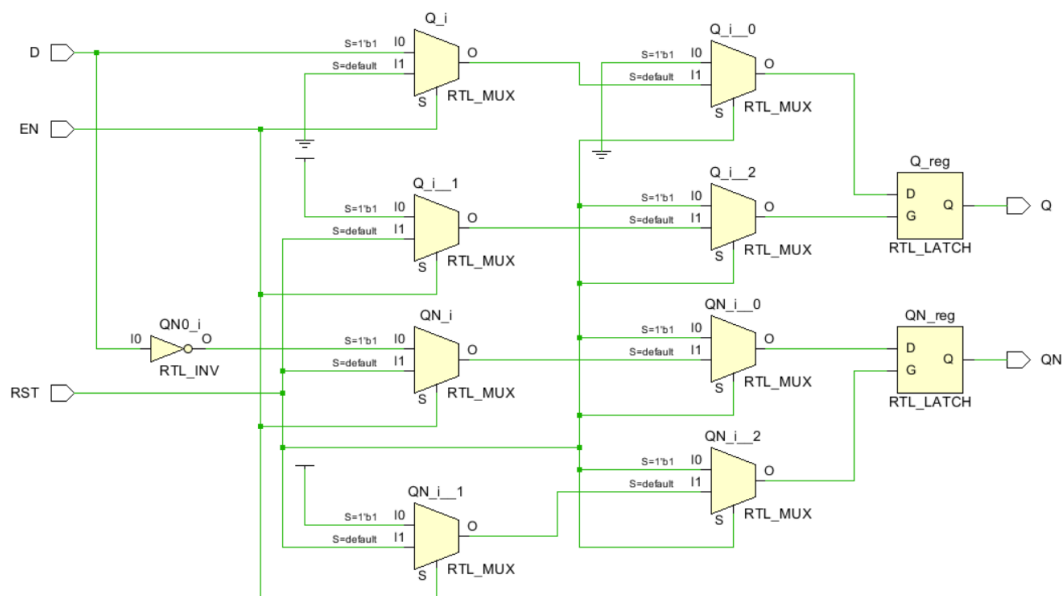 Q_i
Q_i__0
S=1'b1 I0
D
O
S=1'b1 I0
S=default I1
O
S=default I1
S RTL_MUX
S RTL_MUX
EN
Q_reg
Q_i__1
Q_i__2
D
S=1'b1 I0
S=1'b1 I0
Q
Q
O
O
G
S=default I1
S=default I1
RTL_LATCH
S RTL_MUX
S RTL_MUX
QN_i__0
QN_reg
QN0_i
QN_i
S=1'b1 I0
I0 O
S=1'b1 I0
O
D
O
S=default I1
Q
QN
S=default I1
G
RTL_INV
S RTL_MUX
RST
S RTL_MUX
RTL_LATCH
QN_i__2
S=1'b1 I0
O
QN_i__1
S=default I1
S=1'b1 I0
S RTL_MUX
O
S=default I1
S RTL_MUX